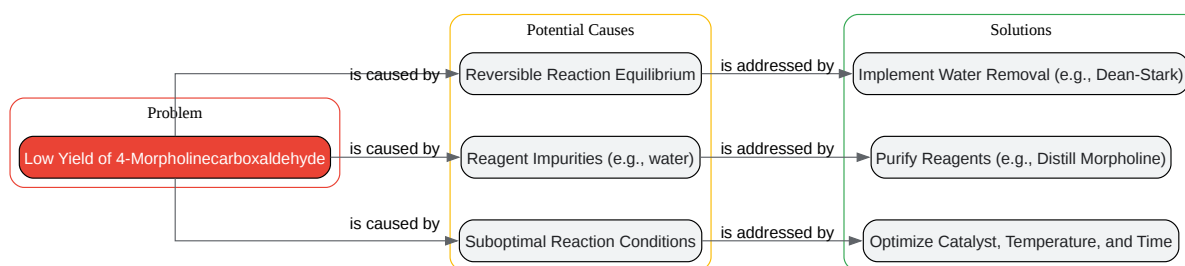 Potential Causes
Solutions
is caused by
Reversible Reaction Equilibrium
is addressed by
Implement Water Removal (e.g., Dean-Stark)
Problem
Low Yield of 4-Morpholinecarboxaldehyde
is caused by
Reagent Impurities (e.g., water)
is addressed by
Purify Reagents (e.g., Distill Morpholine)
is caused by
Suboptimal Reaction Conditions
is addressed by
Optimize Catalyst, Temperature, and Time